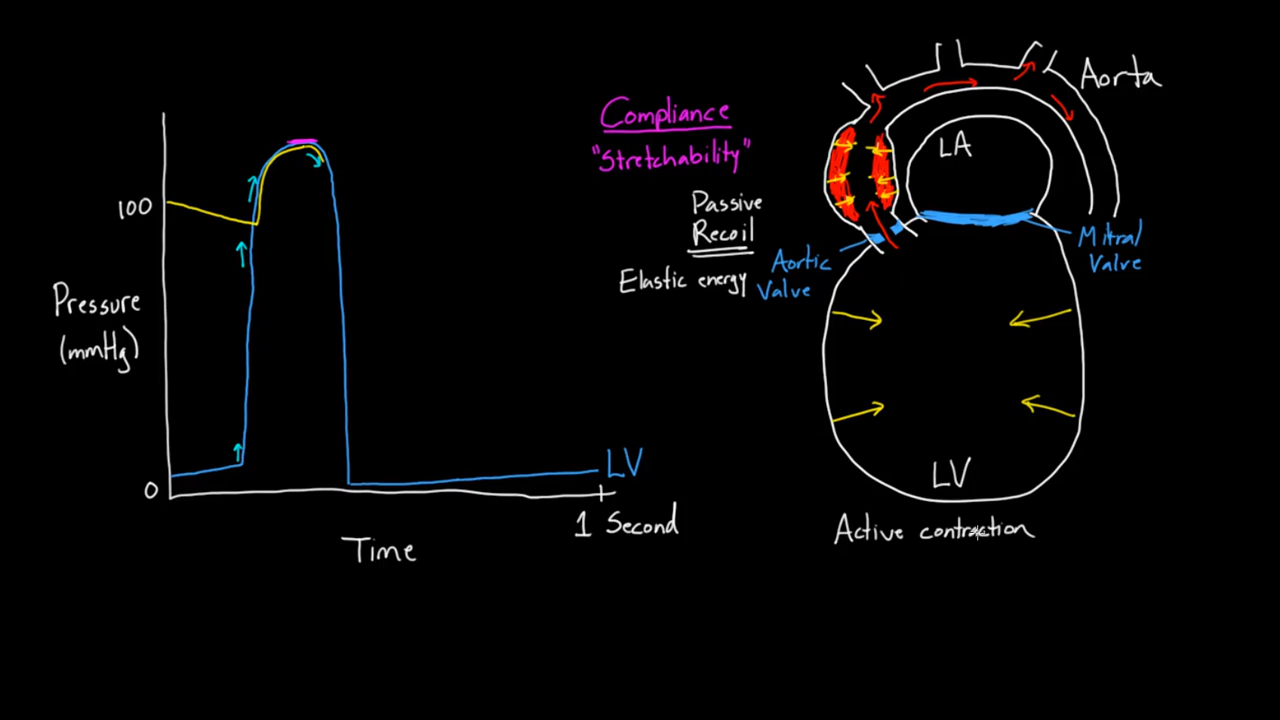 100
Pressure
(mmHg)
0
Time
1 Second
LV
Compliance
"Stretchability"
Passive
Recoil
Elastic energy
Aorta
LA
Aortic
Valve
Mitral
Valve
LV
Active contraction